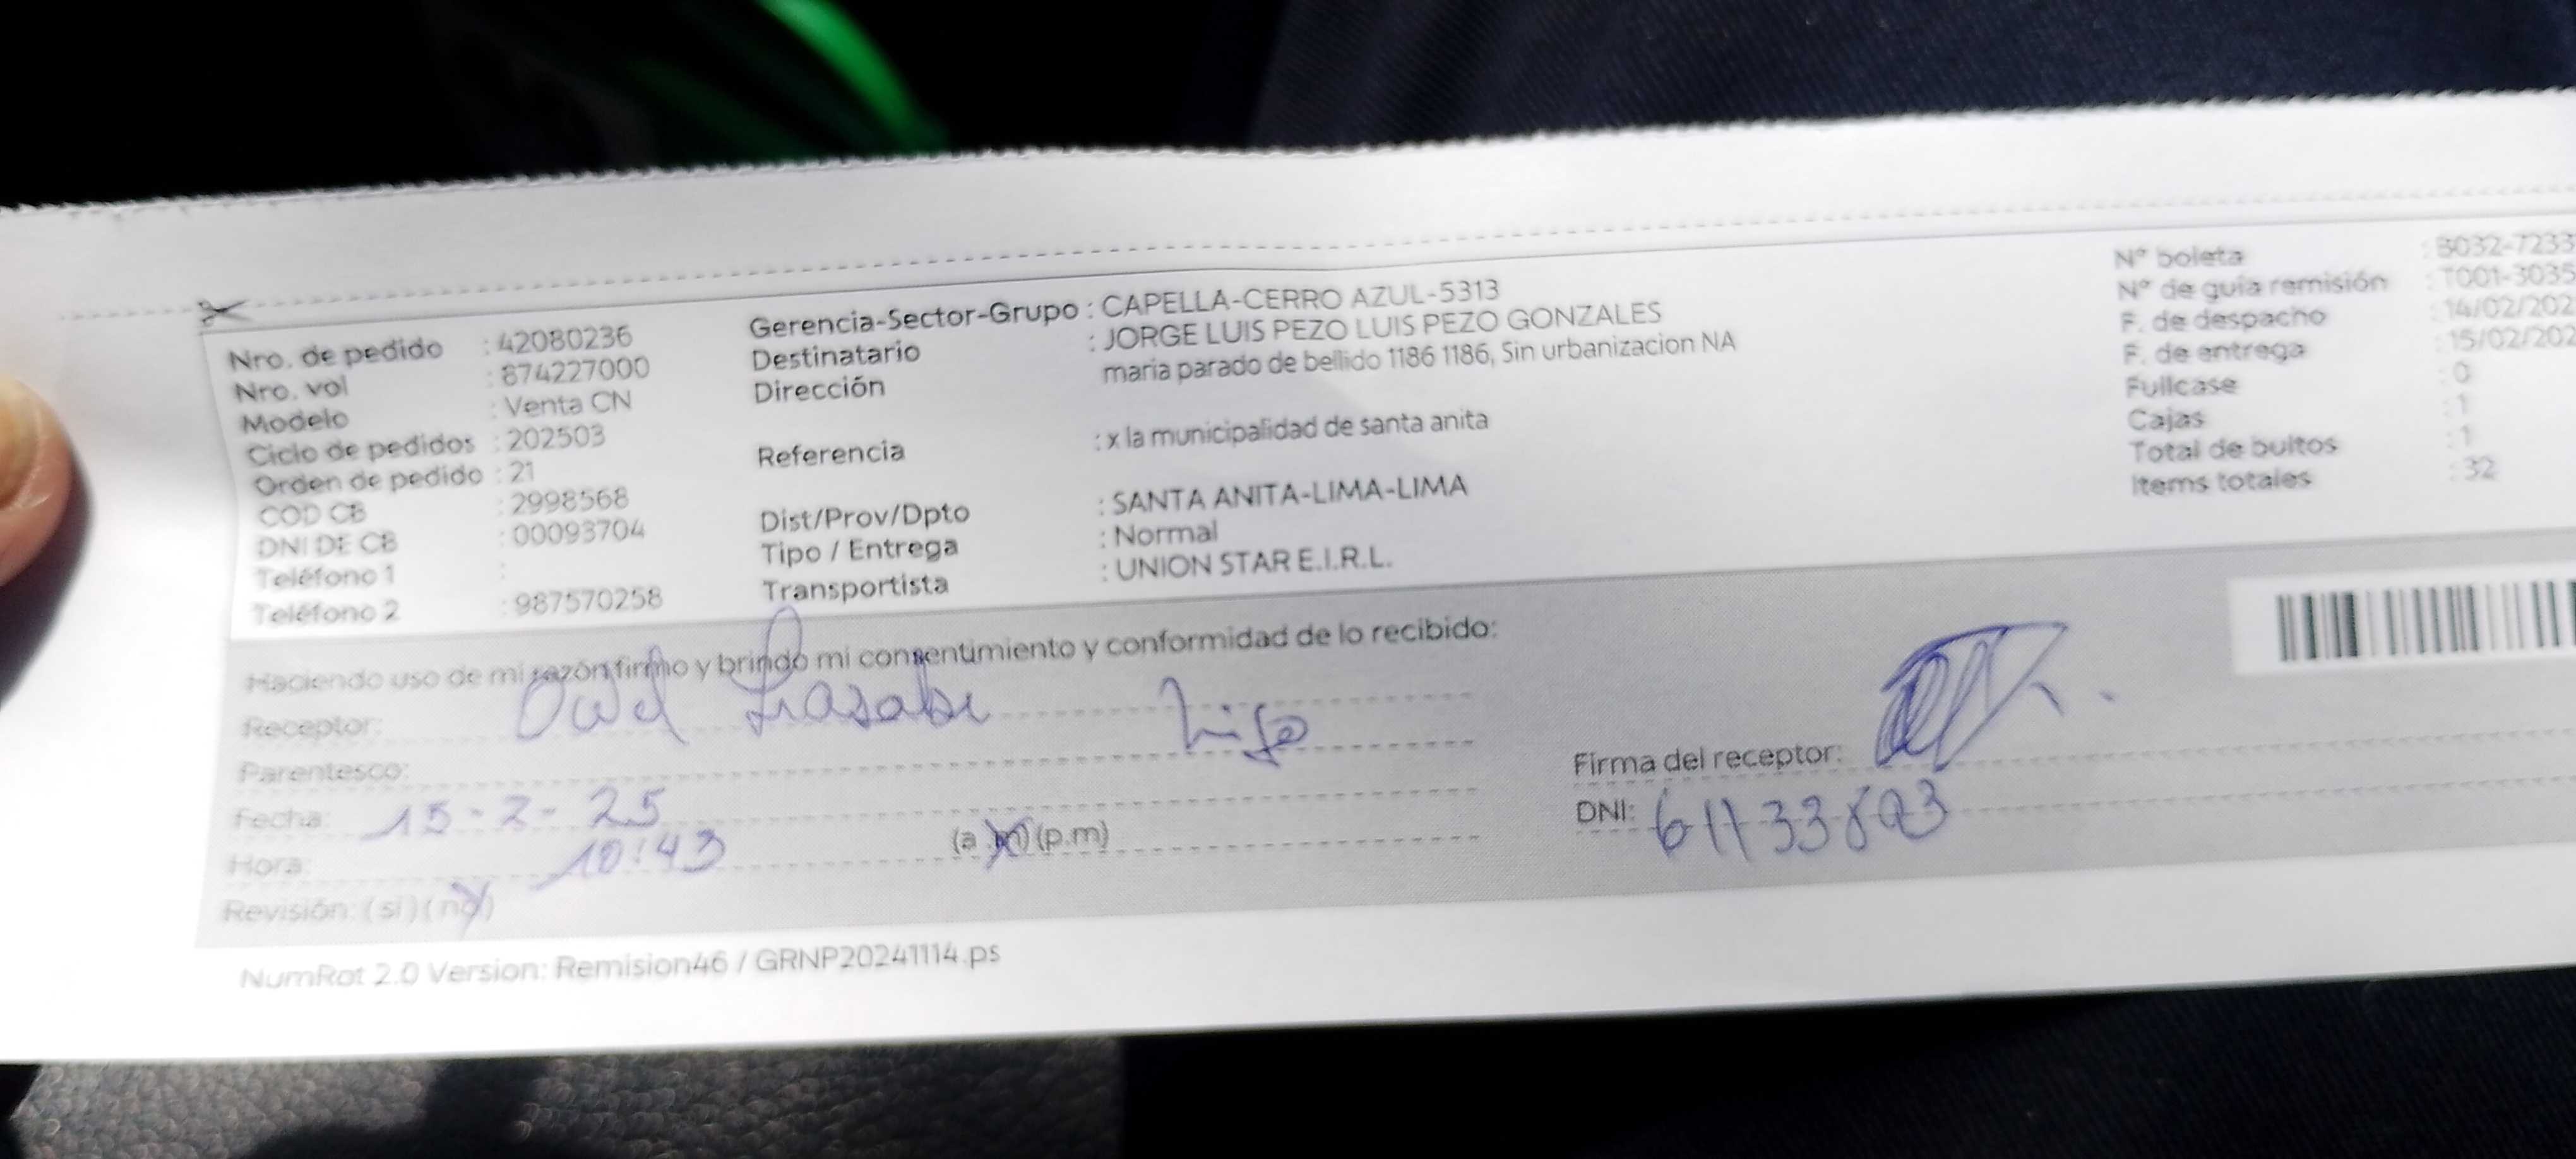 Nro. de pedido : 42080236
Nro. vol : 874227000
Modelo : Venta CN
Ciclo de pedidos : 202503
Orden de pedido : 21
COD CB : 2998568
DNI DE CB : 00093704
Teléfono 1 :
Teléfono 2 : 987570258
Gerencia-Sector-Grupo : CAPELLA-CERRO AZUL-5313
Destinatario : JORGE LUIS PEZO LUIS PEZO GONZALES
Dirección maria parado de bellido 1186 1186, Sin urbanizacion NA
Referencia : x la municipalidad de santa anita
Dist/Prov/Dpto : SANTA ANITA-LIMA-LIMA
Tipo / Entrega : Normal
Transportista : UNION STAR E.I.R.L.
N° boleta : B032-7233
N° de guía remisión : T001-3035
F. de despacho : 14/02/202
F. de entrega : 15/02/202
Fullcase : 0
Cajas : 1
Total de bultos : 1
Items totales : 32
Haciendo uso de mi razón firmo y brindo mi consentimiento y conformidad de lo recibido:
Receptor:
Parentesco: hijo
Fecha: 15-2-25
Hora: 10:43 (a.m) (p.m)
Revisión: (si) (no)
Firma del receptor:
DNI: 61133893
NumRot 2.0 Version: Remision46 / GRNP20241114.ps